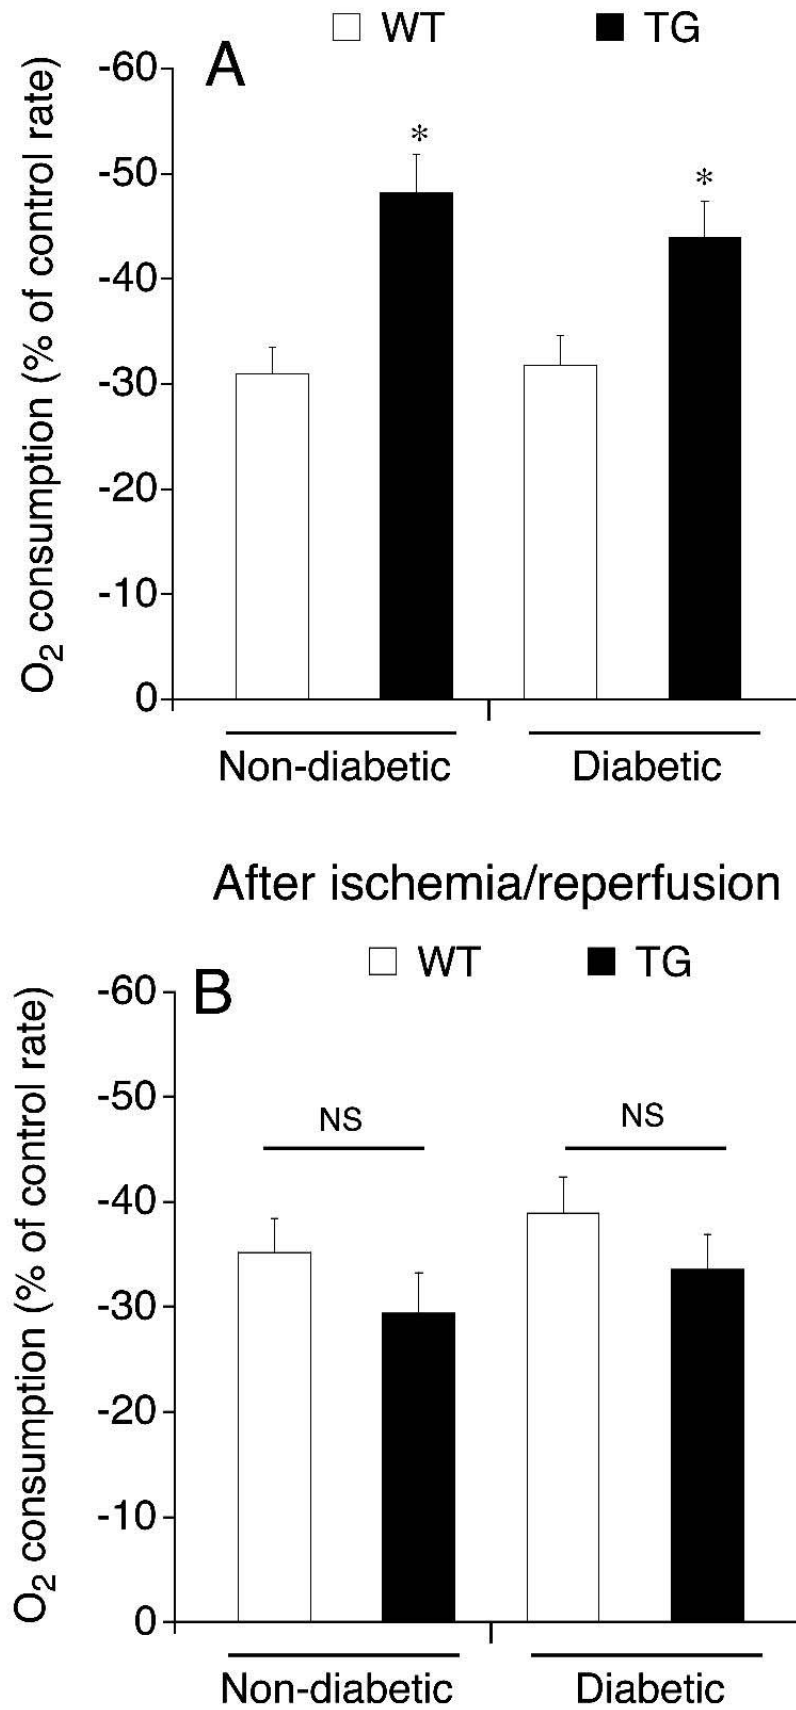 WT TG
A
O2 consumption (% of control rate)
-60
-50
-40
-30
-20
-10
0
*
*
Non-diabetic Diabetic
After ischemia/reperfusion
WT TG
B
O2 consumption (% of control rate)
-60
-50
-40
-30
-20
-10
0
NS NS
Non-diabetic Diabetic